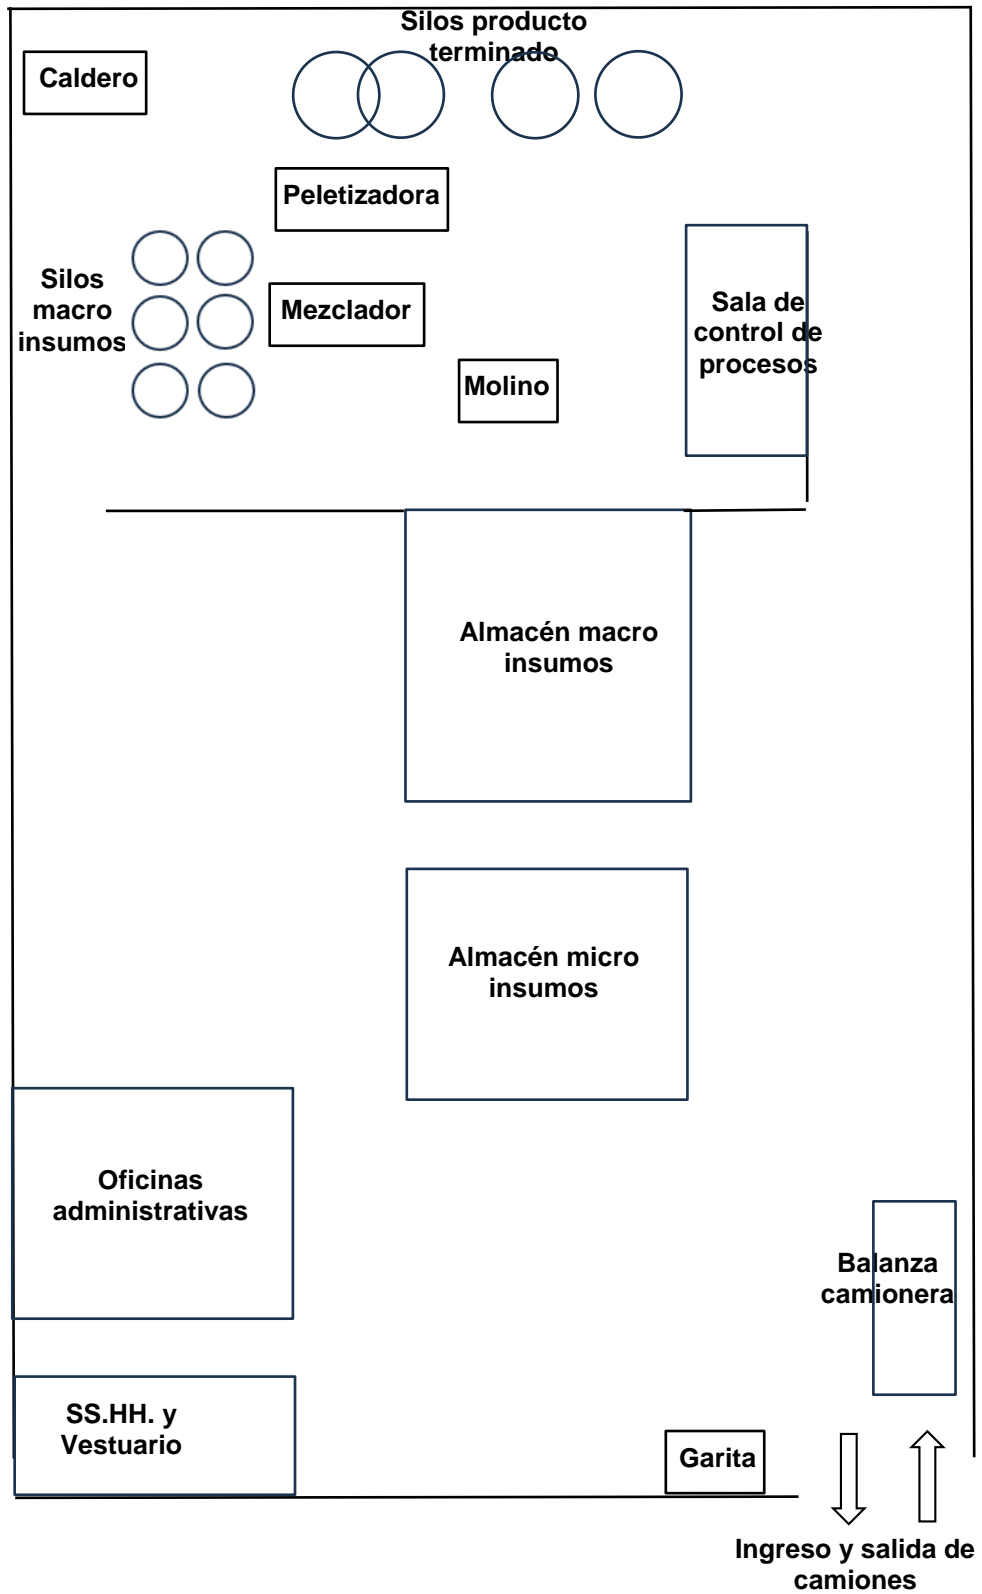 Silos producto
terminado
Caldero
Peletizadora
Silos
macro
insumos
Mezclador
Sala de
control de
procesos
Molino
Almacén macro
insumos
Almacén micro
insumos
Oficinas
administrativas
Balanza
camionera
SS.HH. y
Vestuario
Garita
Ingreso y salida de
camiones